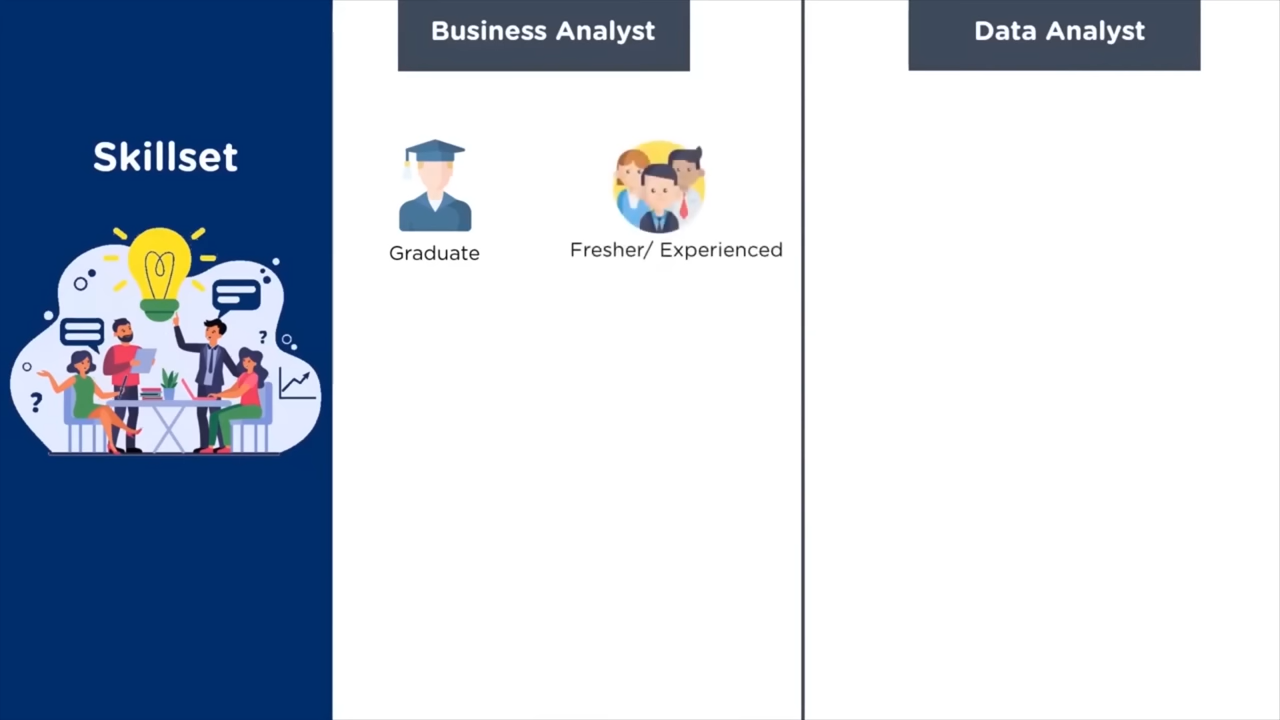 Skillset
?
?
Business Analyst
Graduate
Fresher/ Experienced
Data Analyst